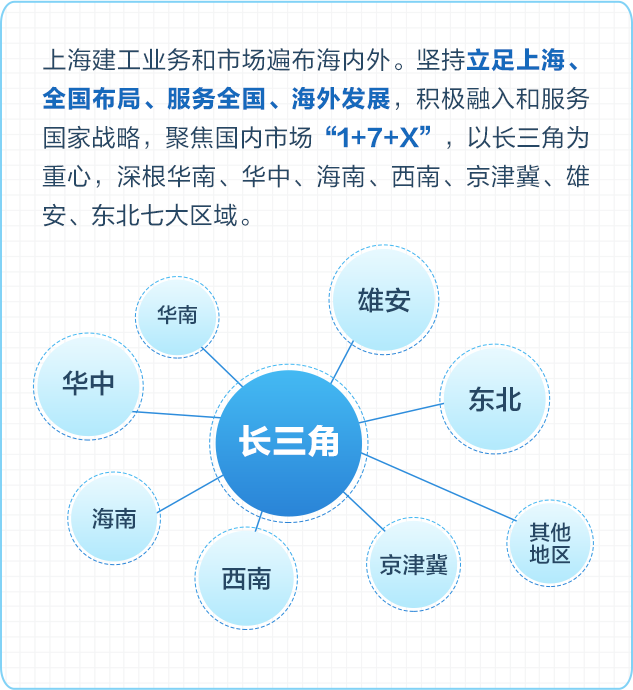 上海建工业务和市场遍布海内外。坚持立足上海、
全国布局、服务全国、海外发展，积极融入和服务
国家战略，聚焦国内市场“1+7+X”，以长三角为
重心，深根华南、华中、海南、西南、京津冀、雄
安、东北七大区域。
雄安
华南
华中
东北
长三角
海南
其他
地区
西南
京津冀